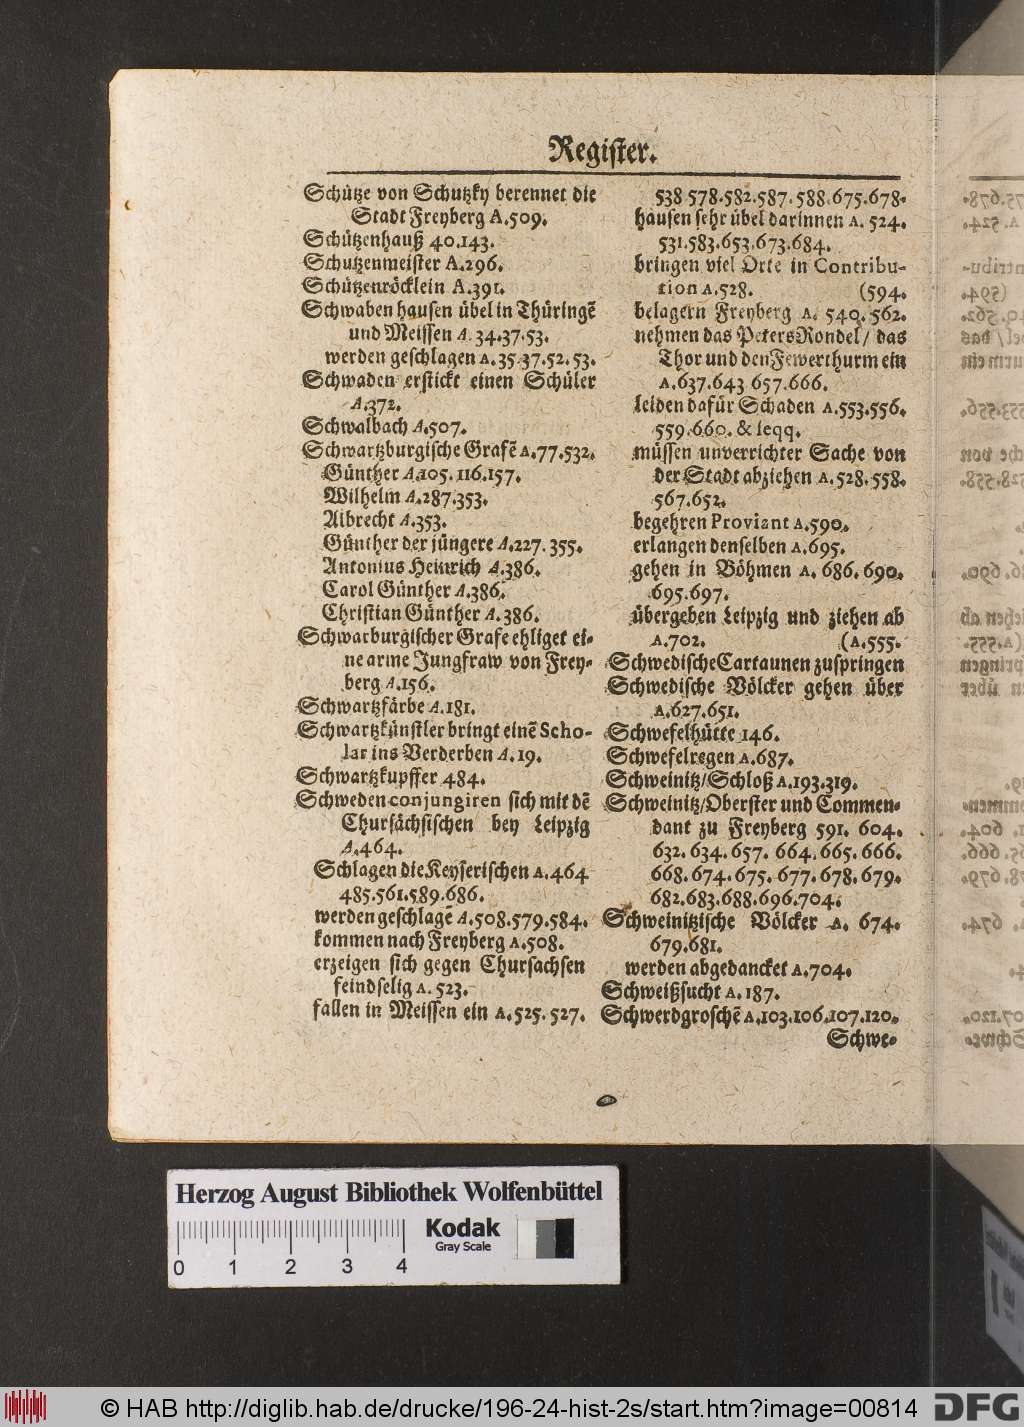 Register.
Schütze von Schutzky berennet die
Stadt Freyberg A.509.
Schützenhauß 40.143.
Schutzenmeister A.296.
Schützenröcklein A.391.
Schwaben hausen übel in Thüringē
und Meissen A.34.37.53.
werden geschlagen A.35.37.52.53.
Schwaden erstickt einen Schüler
A.372.
Schwalbach A.507.
Schwartzburgische Grafē A.77.532.
Günther A.105.116.157.
Wilhelm A.287.353.
Albrecht A.353.
Günther der jüngere A.227.355.
Antonius Heinrich A.386.
Carol Günther A.386.
Christian Günther A.386.
Schwarburgischer Grafe ehliget ei-
ne arme Jungfraw von Frey-
berg A.156.
Schwartzfärbe A.181.
Schwartzkünstler bringt einē Scho-
lar ins Verderben A.19.
Schwartzkupffer 484.
Schweden conjungiren sich mit dē
Chursächsischen bey Leipzig
A.464.
Schlagen die Keyserischen A.464
485.561.589.686.
werden geschlagē A.508.579.584.
kommen nach Freyberg A.508.
erzeigen sich gegen Chursachsen
feindselig A. 523.
fallen in Meissen ein A.525.527.
538.578.582.587.588.675.678.
hausen sehr übel darinnen A. 524.
531.583.653.673.684.
bringen viel Orte in Contribu-
tion A.528. (594.
belagern Freyberg A. 540.562.
nehmen das PetersRondel/ das
Thor und den Fewerthurm ein
A.637.643 657.666.
leiden dafür Schaden A.553.556.
559.660. & seqq.
müssen unverrichter Sache von
der Stadt abziehen A.528.558.
567.652.
begehren Proviant A.590.
erlangen denselben A.695.
gehen in Böhmen A. 686.690.
695.697.
übergeben Leipzig und ziehen ab
A.702. (A.555.
Schwedische Cartaunen zuspringen
Schwedische Völcker gehen über
A.627.651.
Schwefelhütte 146.
Schwefelregen A.687.
Schweinitz/Schloß A.193.319.
Schweinitz/Oberster und Commen-
dant zu Freyberg 591. 604.
632.634.657. 664.665.666.
668.674.675. 677.678.679.
682.683.688.696.704.
Schweinitzische Völcker A. 674.
679.681.
werden abgedancket A.704.
Schweißsucht A.187.
Schwerdgroschē A.103.106.107.120.
Schwe-
Herzog August Bibliothek Wolfenbüttel
Kodak
Gray Scale
0 1 2 3 4
© HAB http://diglib.hab.de/drucke/196-24-hist-2s/start.htm?image=00814
DFG